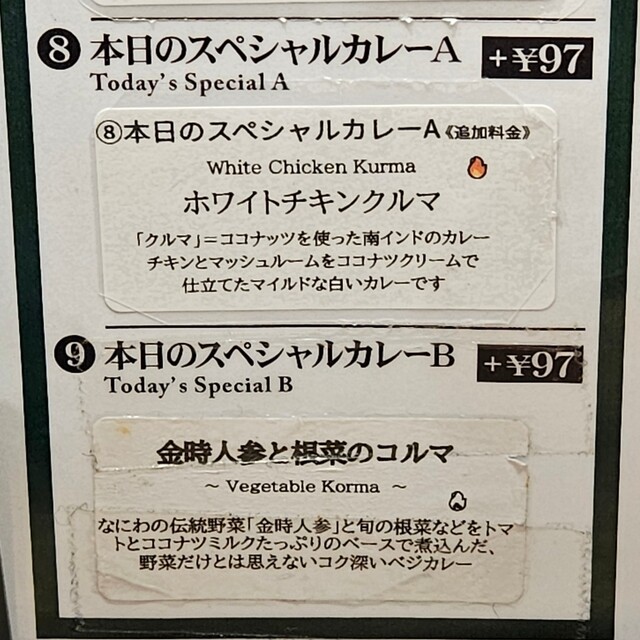 ⑧ 本日のスペシャルカレーA +¥97
Today's Special A
⑧本日のスペシャルカレーA《追加料金》
White Chicken Kurma
ホワイトチキンクルマ
「クルマ」=ココナッツを使った南インドのカレー
チキンとマッシュルームをココナツクリームで
仕立てたマイルドな白いカレーです
⑨ 本日のスペシャルカレーB +¥97
Today's Special B
金時人参と根菜のコルマ
~ Vegetable Korma ~
なにわの伝統野菜「金時人参」と旬の根菜などをトマ
トとココナツミルクたっぷりのベースで煮込んだ、
野菜だけとは思えないコク深いベジカレー